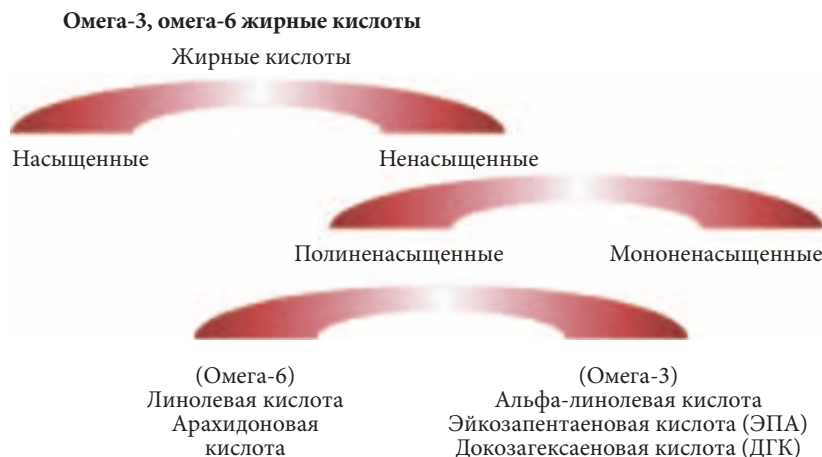 Омега-3, омега-6 жирные кислоты
Жирные кислоты
Насыщенные
Ненасыщенные
Полиненасыщенные
Мононенасыщенные
(Омега-6)
Линолевая кислота
Арахидоновая
кислота
(Омега-3)
Альфа-линолевая кислота
Эйкозапентаеновая кислота (ЭПА)
Докозагексаеновая кислота (ДГК)